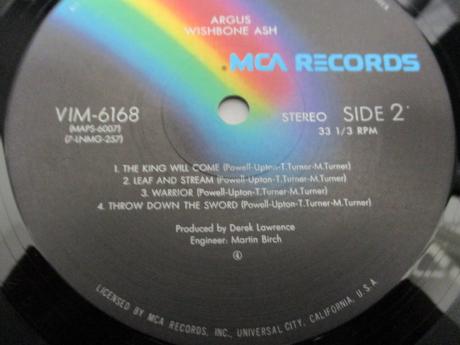 ARGUS
WISHBONE ASH
MCA RECORDS
VIM-6168
(MAPS-6007)
(P-LNMG-257)
STEREO SIDE 2
33 1/3 RPM
1. THE KING WILL COME (Powell-Upton-T.Turner-M.Turner)
2. LEAF AND STREAM (Powell-Upton-T.Turner-M.Turner)
3. WARRIOR (Powell-Upton-T.Turner-M.Turner)
4. THROW DOWN THE SWORD (Powell-Upton-T.Turner-M.Turner)
Produced by Derek Lawrence
Engineer: Martin Birch
④
LICENSED BY MCA RECORDS, INC., UNIVERSAL CITY, CALIFORNIA, U.S.A.